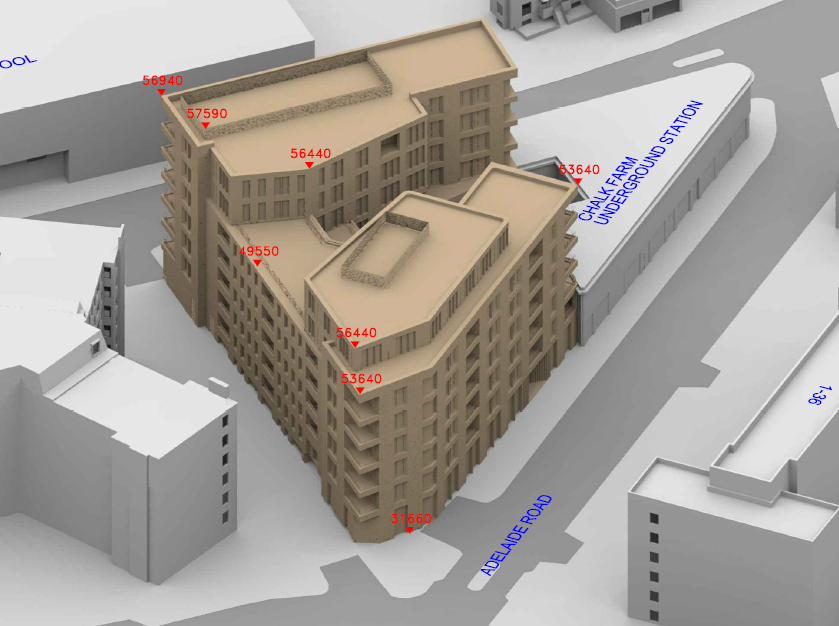 OOL
56940
57590
56440
53640
CHALK FARM
UNDERGROUND STATION
49550
56440
53640
1-36
31660
ADELAIDE ROAD